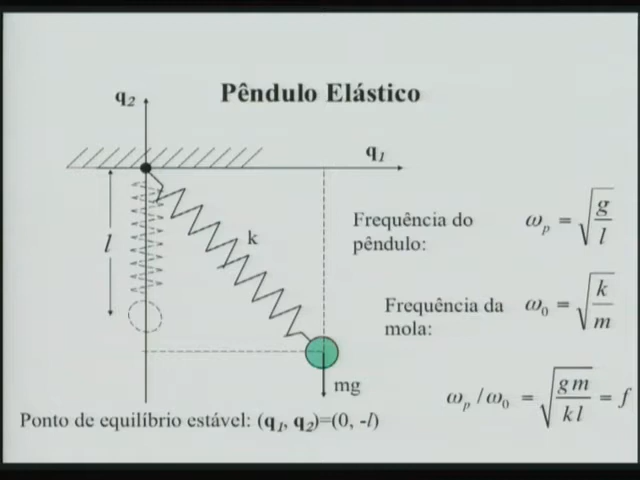 Pêndulo Elástico
q₂
q₁
l
k
mg
Frequência do
pêndulo:
ωₚ = √(g/l)
Frequência da
mola:
ω₀ = √(k/m)
ωₚ / ω₀ = √(gm/kl) = f
Ponto de equilíbrio estável: (q₁, q₂)=(0, -l)